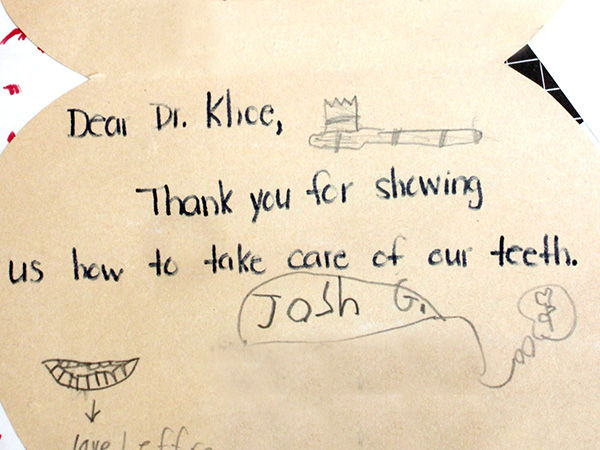 Dear Dr. Klice,
Thank you for showing
us how to take care of our teeth.
Josh G.